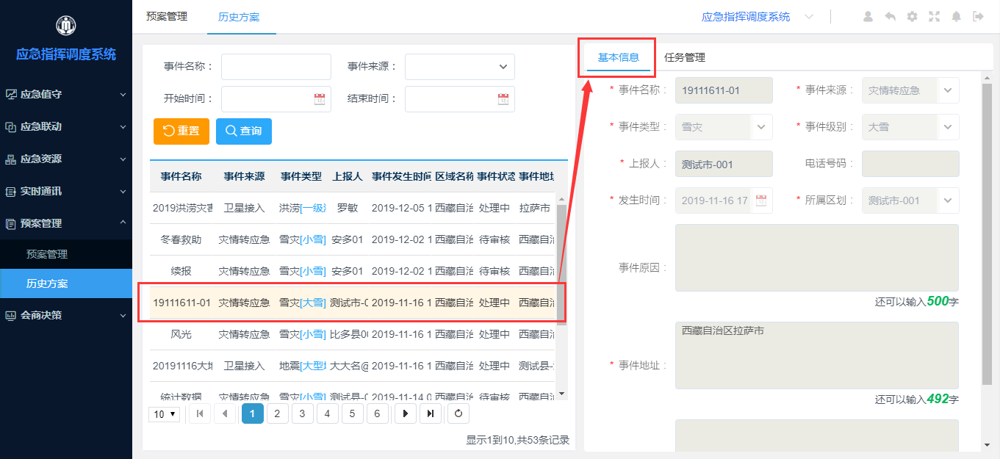 应急指挥调度系统
应急值守
应急联动
应急资源
实时通讯
预案管理
预案管理
历史方案
会商决策
预案管理 历史方案
应急指挥调度系统
事件名称： 事件来源：
开始时间： 结束时间：
重置 查询
事件名称 事件来源 事件类型 上报人 事件发生时间 区域名称 事件状态 事件地址
2019洪涝灾害 卫星接入 洪涝[一级] 罗敏 2019-12-05 1 西藏自治 处理中 拉萨市
冬春救助 灾情转应急 雪灾[小雪] 安多01 2019-12-02 1 西藏自治 待审核 西藏自治
续报 灾情转应急 雪灾[小雪] 安多01 2019-12-02 1 西藏自治 待审核 西藏自治
19111611-01 灾情转应急 雪灾[大雪] 测试市-0 2019-11-16 1 西藏自治 处理中 西藏自治
风光 灾情转应急 雪灾[小雪] 比多县00 2019-11-16 1 西藏自治 处理中 西藏自治
20191116大地 卫星接入 地震[大型地 大大名@ 2019-11-16 1 西藏自治 处理中 测试县-
统计数据 灾情转应急 雪灾[小雪] 测试县-0 2019-11-14 0 西藏自治 待审核 西藏自治
10 1 2 3 4 5 6
显示1到10,共53条记录
基本信息 任务管理
* 事件名称： 19111611-01 * 事件来源： 灾情转应急
* 事件类型： 雪灾 * 事件级别： 大雪
* 上报人： 测试市-001 电话号码：
* 发生时间： 2019-11-16 17 * 所属区划： 测试市-001
事件原因：
还可以输入500字
* 事件地址： 西藏自治区拉萨市
还可以输入492字